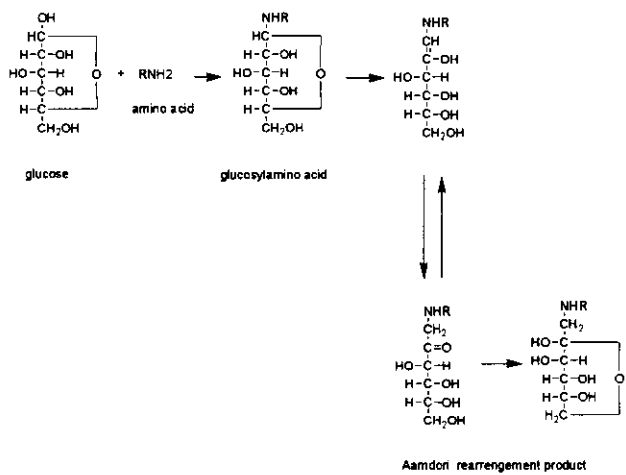 OH
HC
H-C-OH
HO-C-H
O
H-C-OH
H-C
CH2OH
glucose
+ RNH2
amino acid
NHR
HC
H-C-OH
HO-C-H
O
H-C-OH
H-C
CH2OH
glucosylamino acid
NHR
CH
C-OH
HO-C-H
H-C-OH
H-C-OH
CH2OH
NHR
CH2
C=O
HO-C-H
H-C-OH
H-C-OH
CH2OH
NHR
CH2
HO-C
HO-C-H
H-C-OH
O
H-C-OH
H2C
Aamdori rearrengement product